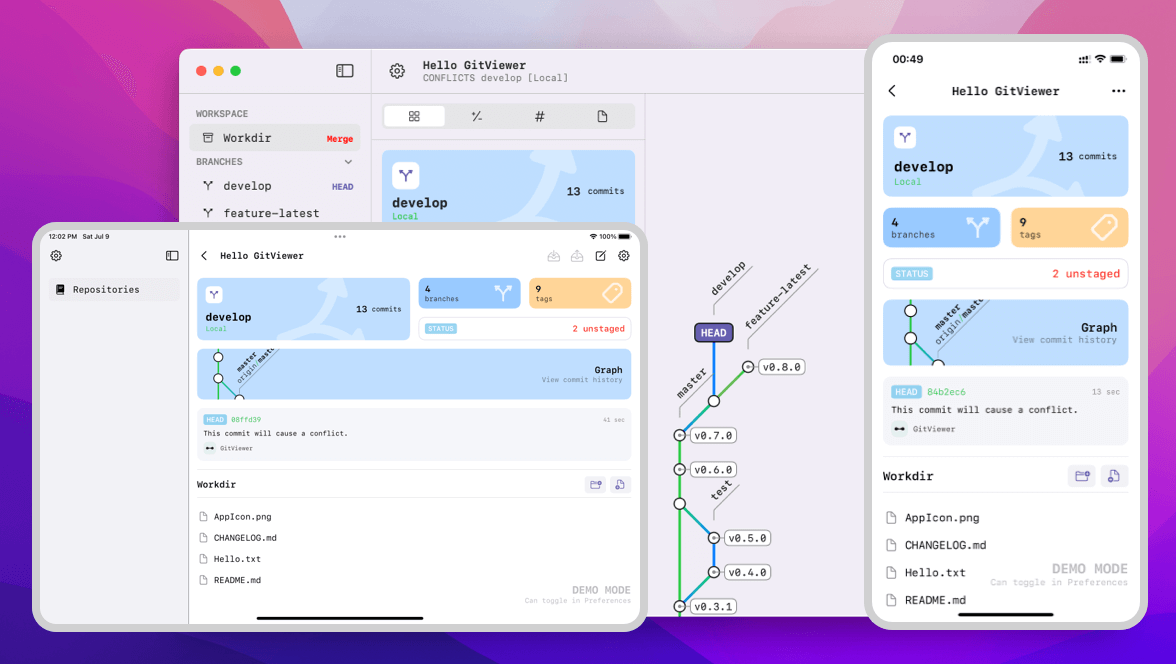 Hello GitViewer
CONFLICTS develop [Local]
WORKSPACE
Workdir Merge
BRANCHES
develop HEAD
feature-latest
#
develop
Local
13 commits
develop
feature-latest
HEAD
v0.8.0
master
v0.7.0
v0.6.0
test
v0.5.0
v0.4.0
v0.3.1
12:02 PM Sat Jul 9
100%
Repositories
Hello GitViewer
develop
Local
13 commits
4
branches
9
tags
STATUS 2 unstaged
master
origin/master
Graph
View commit history
HEAD 08ffd39 41 sec
This commit will cause a conflict.
GitViewer
Workdir
AppIcon.png
CHANGELOG.md
Hello.txt
README.md
DEMO MODE
Can toggle in Preferences
00:49
Hello GitViewer
develop
Local
13 commits
4
branches
9
tags
STATUS 2 unstaged
master
origin/master
Graph
View commit history
HEAD 84b2ec6 13 sec
This commit will cause a conflict.
GitViewer
Workdir
AppIcon.png
CHANGELOG.md
Hello.txt
README.md
DEMO MODE
Can toggle in Preferences